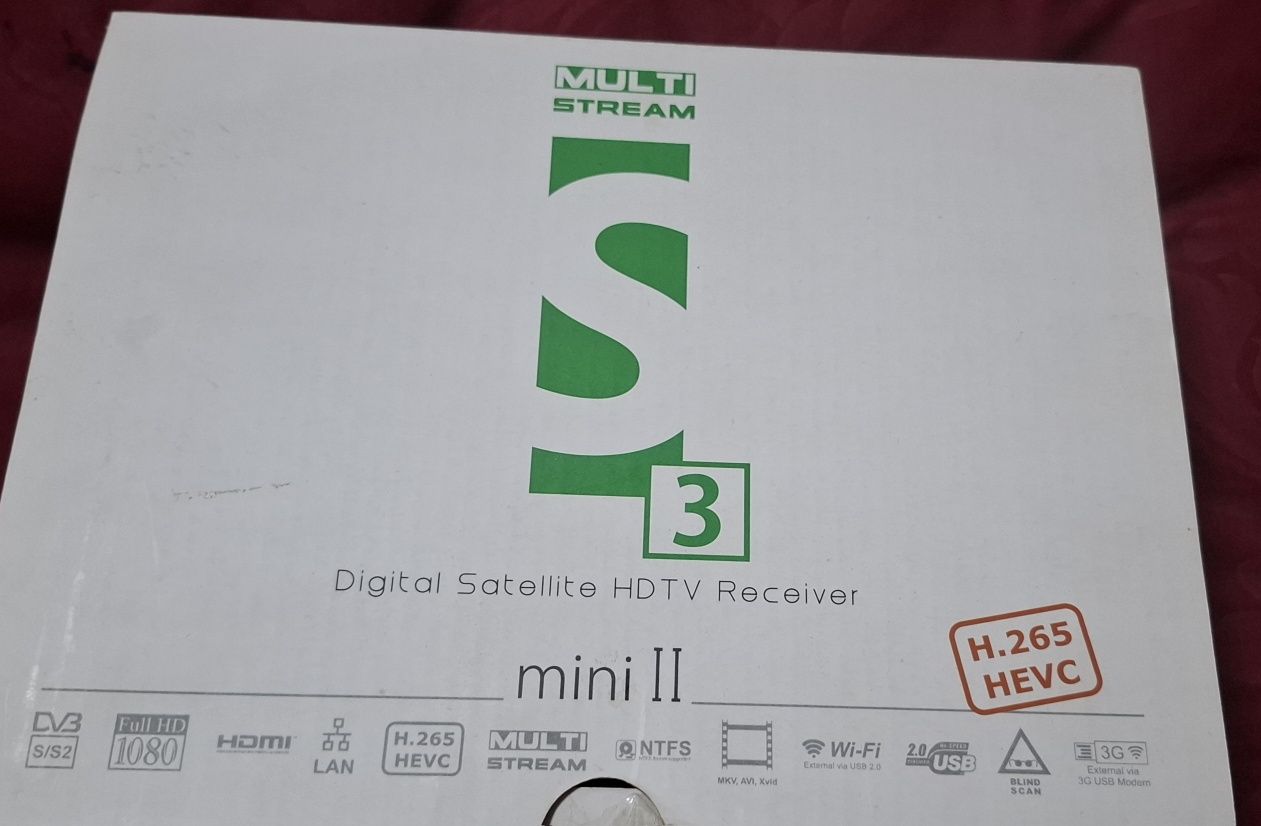 MULTI
STREAM
S
3
Digital Satellite HDTV Receiver
mini II
H.265
HEVC
DVB
S/S2
Full HD
1080
HDMI
LAN
H.265
HEVC
MULTI
STREAM
NTFS
MKV, AVI, Xvid
Wi-Fi
External via USB 2.0
2.0
HI-SPEED
USB
BLIND
SCAN
3G
External via
3G USB Modem